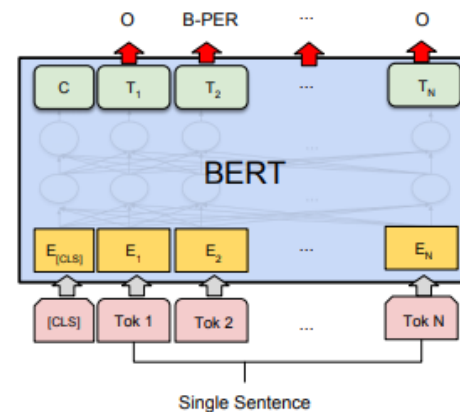 O B-PER ... O
C T1 T2 ... TN
...
BERT
...
E[CLS] E1 E2 ... EN
[CLS] Tok 1 Tok 2 ... Tok N
Single Sentence